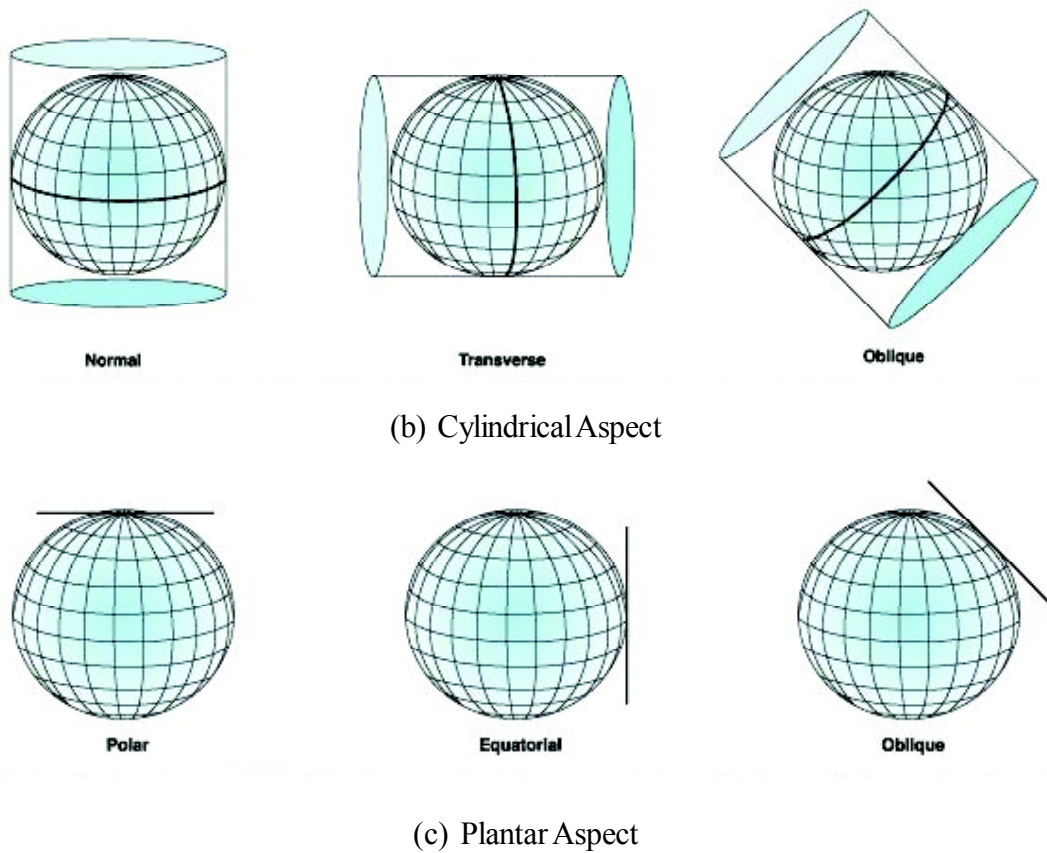 Normal Transverse Oblique
(b) Cylindrical Aspect
Polar Equatorial Oblique
(c) Plantar Aspect